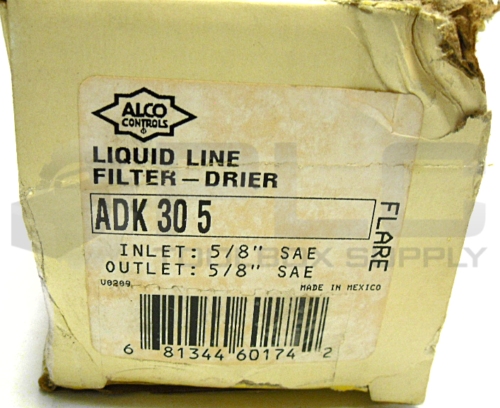 ALCO
CONTROLS
LIQUID LINE
FILTER-DRIER
ADK 30 5
FLARE
INLET: 5/8" SAE
OUTLET: 5/8" SAE
V0209
MADE IN MEXICO
6 81344 60174 2